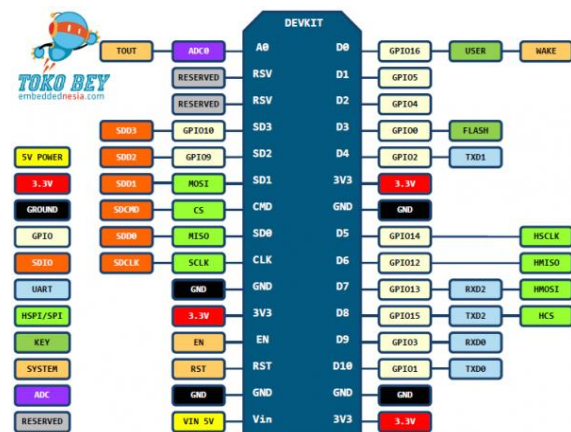 DEVKIT
TOUT ADC0 A0 D0 GPIO16 USER WAKE
RESERVED RSV D1 GPIO5
RESERVED RSV D2 GPIO4
TOKO BEY
embeddednesia.com
SDD3 GPIO10 SD3 D3 GPIO0 FLASH
5V POWER SDD2 GPIO9 SD2 D4 GPIO2 TXD1
3.3V SDD1 MOSI SD1 3V3 3.3V
GROUND SDCMD CS CMD GND GND
GPIO SDD0 MISO SD0 D5 GPIO14 HSCLK
SDIO SDCLK SCLK CLK D6 GPIO12 HMISO
UART GND GND D7 GPIO13 RXD2 HMOSI
HSPI/SPI 3.3V 3V3 D8 GPIO15 TXD2 HCS
KEY EN EN D9 GPIO3 RXD0
SYSTEM RST RST D10 GPIO1 TXD0
ADC GND GND GND GND
RESERVED VIN 5V Vin 3V3 3.3V